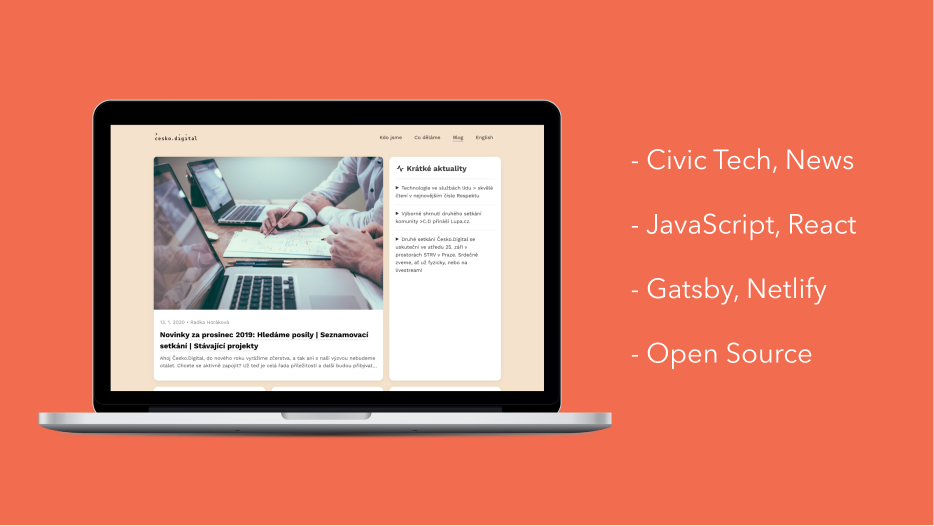 česko.digital
Kdo jsme
Co děláme
Blog
English
Krátké aktuality
Technologie ve službách lidu – skvělé
čtení v nejnovějším čísle Respektu
Výborné shrnutí druhého setkání
komunity >C.D přináší Lupa.cz.
Druhé setkání Česko.Digital se
uskuteční ve středu 25. září v
prostorách STRV v Praze. Srdečně
zveme, ať už fyzicky, nebo na
livestream!
15. 1. 2020 • Radka Horáková
Novinky za prosinec 2019: Hledáme posily | Seznamovací
setkání | Stávající projekty
Ahoj Česko.Digital, do nového roku vyrážíme zčerstva, a tak ani s naší výzvou nebudeme
otálet. Chcete se aktivně zapojit? Už teď je celá řada příležitostí a další budou přibývat...
- Civic Tech, News
- JavaScript, React
- Gatsby, Netlify
- Open Source